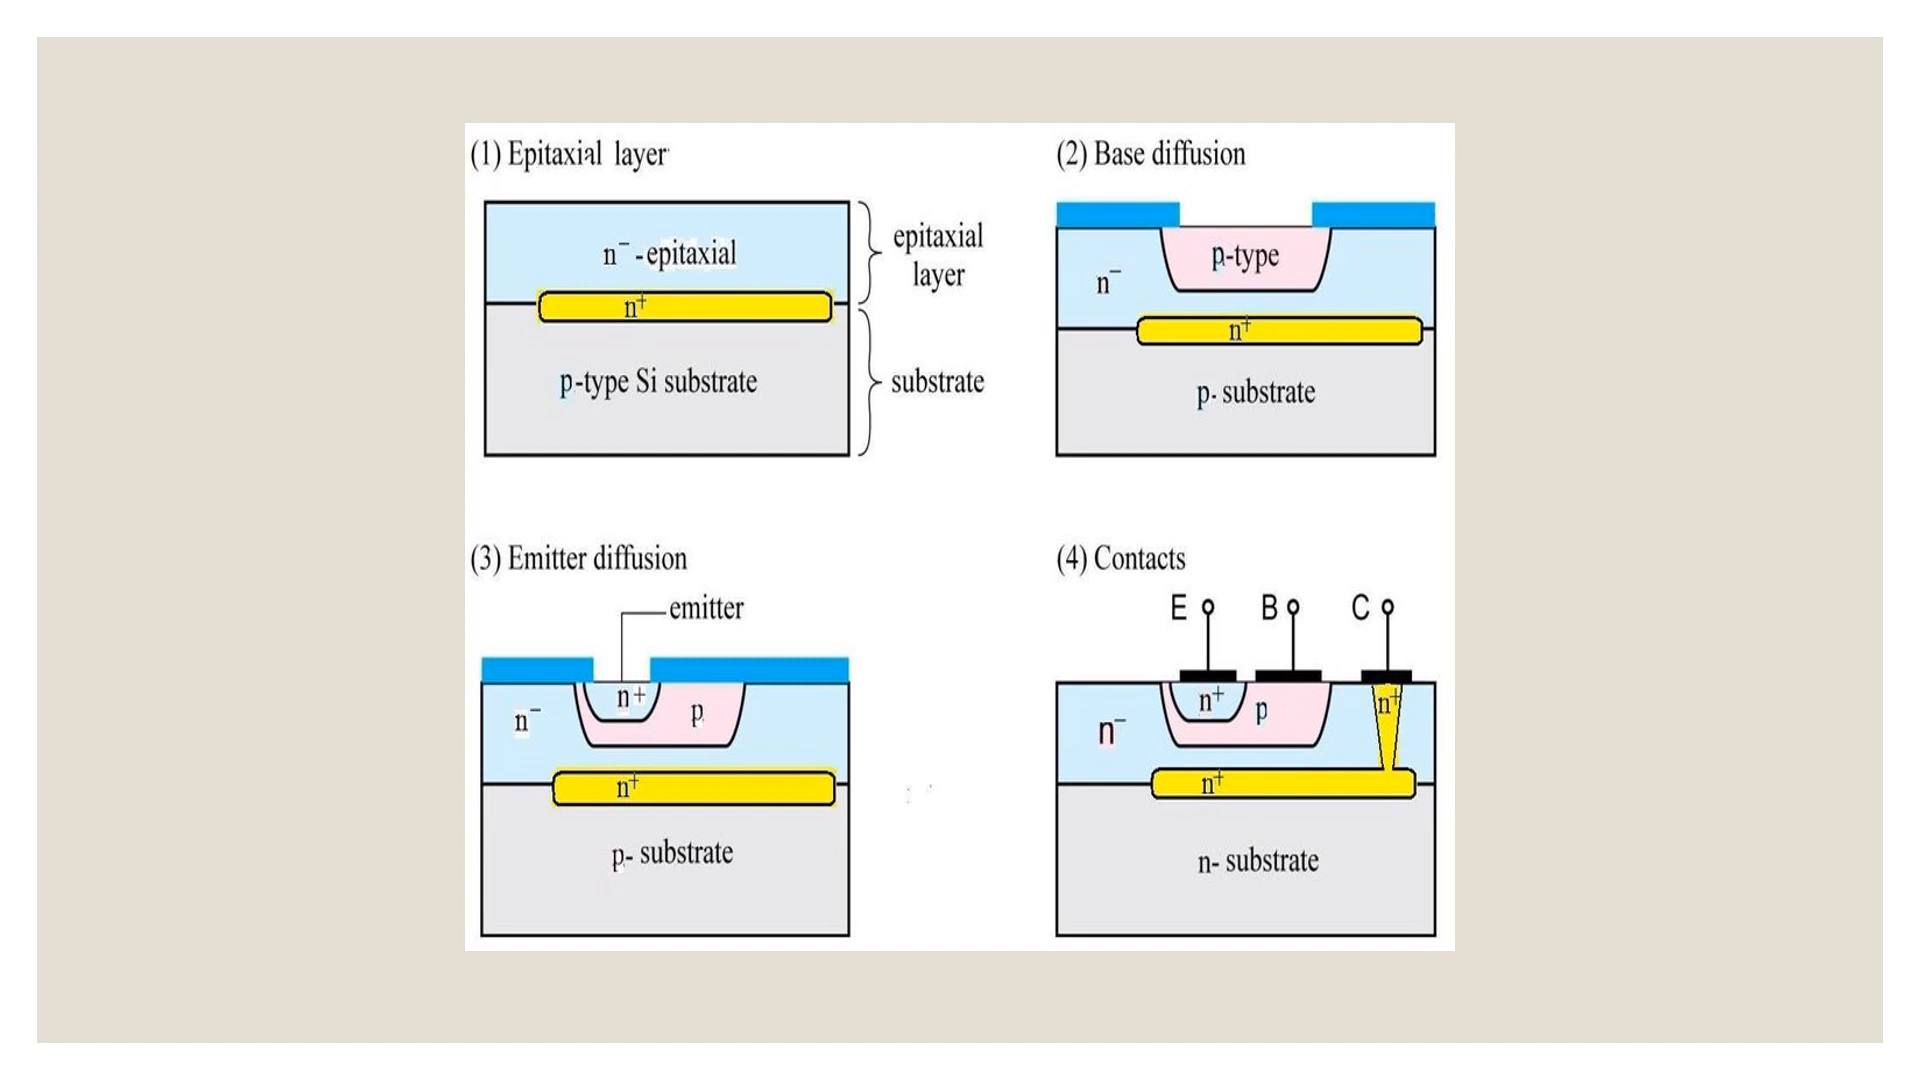 (1) Epitaxial layer
n⁻ - epitaxial
n⁺
p-type Si substrate
epitaxial
layer
substrate
(2) Base diffusion
p-type
n⁻
n⁺
p- substrate
(3) Emitter diffusion
emitter
n+
p
n⁻
n⁺
p- substrate
(4) Contacts
E B C
n⁺ p n⁺
n⁻
n⁺
n- substrate